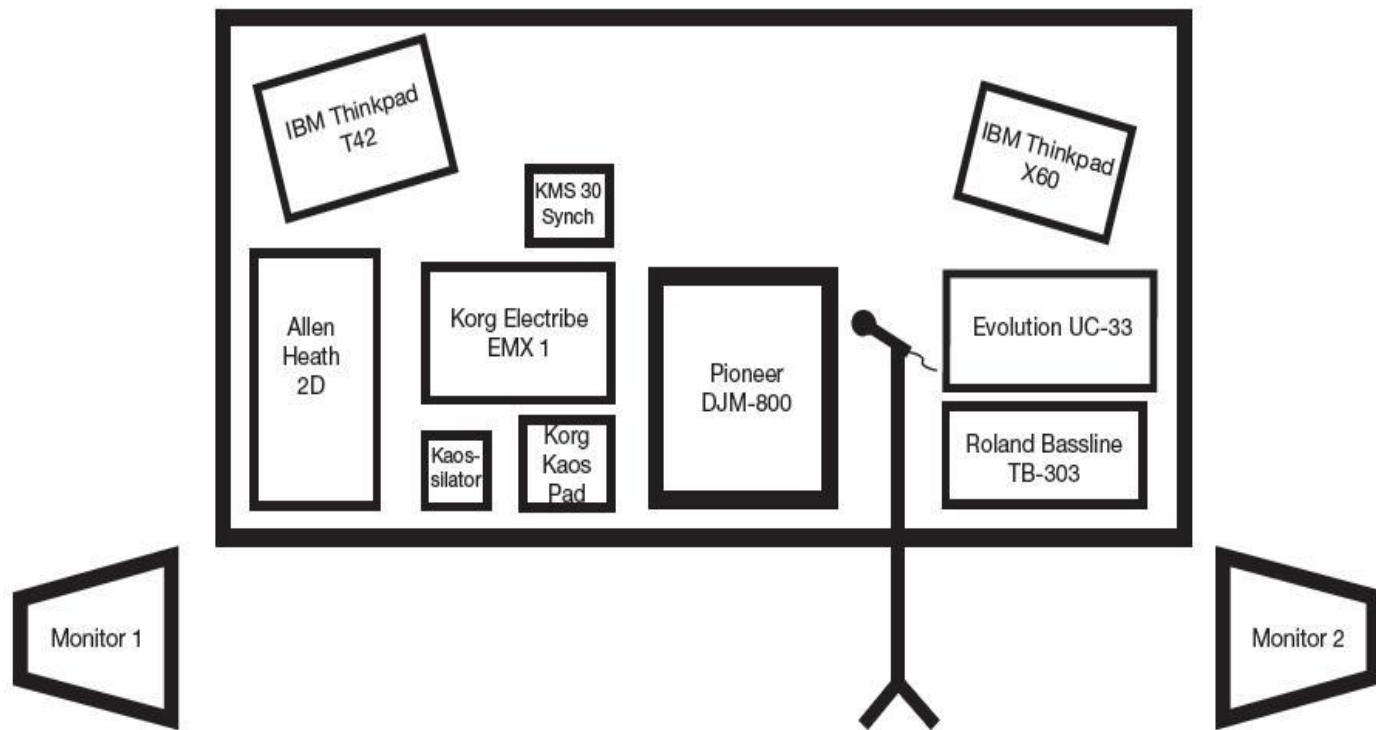 IBM Thinkpad
T42
IBM Thinkpad
X60
KMS 30
Synch
Allen
Heath
2D
Korg Electribe
EMX 1
Pioneer
DJM-800
Evolution UC-33
Kaos-
silator
Korg
Kaos
Pad
Roland Bassline
TB-303
Monitor 1
Monitor 2